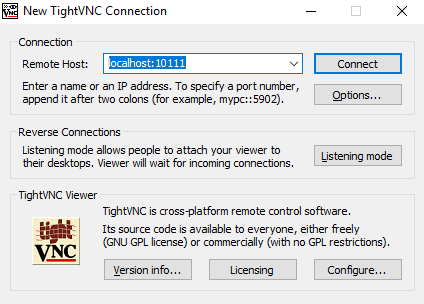 New TightVNC Connection
Connection
Remote Host:
localhost:10111
Connect
Enter a name or an IP address. To specify a port number,
append it after two colons (for example, mypc::5902).
Options...
Reverse Connections
Listening mode allows people to attach your viewer to
their desktops. Viewer will wait for incoming connections.
Listening mode
TightVNC Viewer
tight
VNC
TightVNC is cross-platform remote control software.
Its source code is available to everyone, either freely
(GNU GPL license) or commercially (with no GPL restrictions).
Version info...
Licensing
Configure...